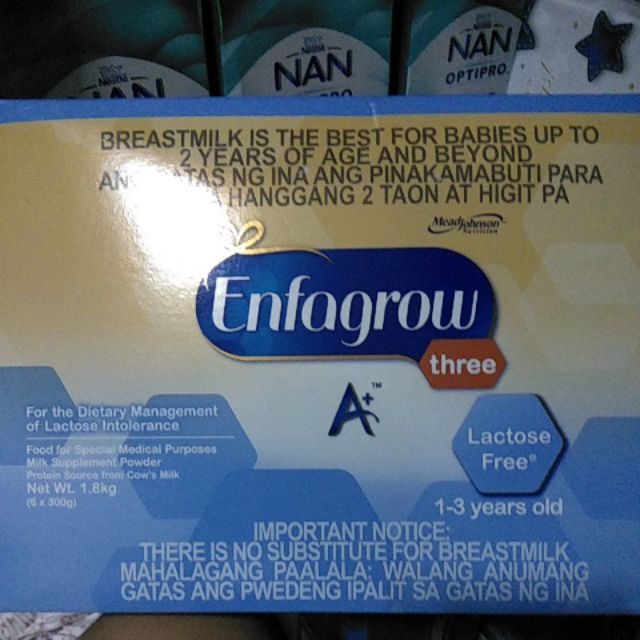 Nestlé
NAN
NAN
OPTIPRO
BREASTMILK IS THE BEST FOR BABIES UP TO
2 YEARS OF AGE AND BEYOND
NG INA ANG PINAKAMABUTI PARA
HANGGANG 2 TAON AT HIGIT PA
MeadJohnson
Nutrition
Enfagrow
three
A+™
For the Dietary Management
of Lactose Intolerance
Food for Special Medical Purposes
Milk Supplement Powder
Protein Source from Cow's Milk
Net Wt. 1.8kg
(6 x 300g)
Lactose
Free®
1-3 years old
IMPORTANT NOTICE:
THERE IS NO SUBSTITUTE FOR BREASTMILK
MAHALAGANG PAALALA: WALANG ANUMANG
GATAS ANG PWEDENG IPALIT SA GATAS NG INA